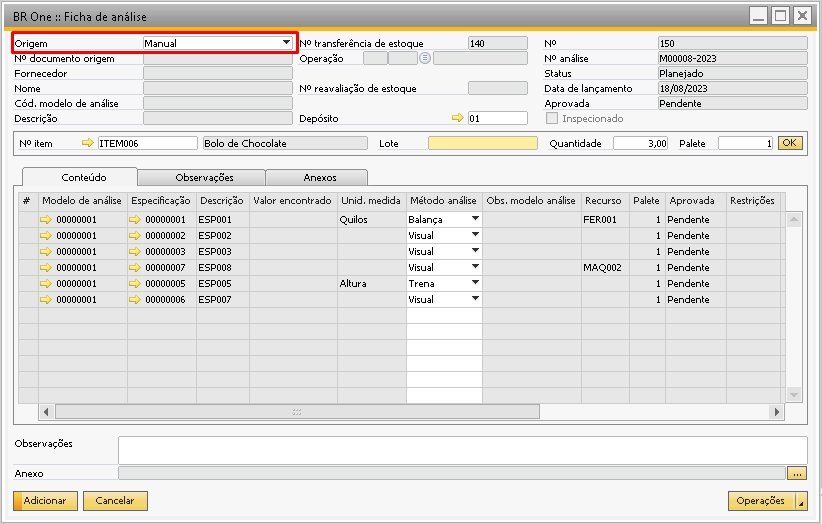 BR One :: Ficha de análise
Origem Manual Nº transferência de estoque 140 Nº 150
Nº documento origem Operação Nº análise M00008-2023
Fornecedor Status Planejado
Nome Nº reavaliação de estoque Data de lançamento 18/08/2023
Cód. modelo de análise Aprovada Pendente
Descrição Depósito 01 Inspecionado
Nº item ITEM006 Bolo de Chocolate Lote Quantidade 3,00 Palete 1 OK
Conteúdo Observações Anexos
# Modelo de análise Especificação Descrição Valor encontrado Unid. medida Método análise Obs. modelo análise Recurso Palete Aprovada Restrições
00000001 00000001 ESP001 Quilos Balança FER001 1 Pendente
00000001 00000002 ESP002 Visual 1 Pendente
00000001 00000003 ESP003 Visual 1 Pendente
00000001 00000007 ESP008 Visual MAQ002 1 Pendente
00000001 00000005 ESP005 Altura Trena 1 Pendente
00000001 00000006 ESP007 Visual 1 Pendente
Observações
Anexo ...
Adicionar Cancelar Operações